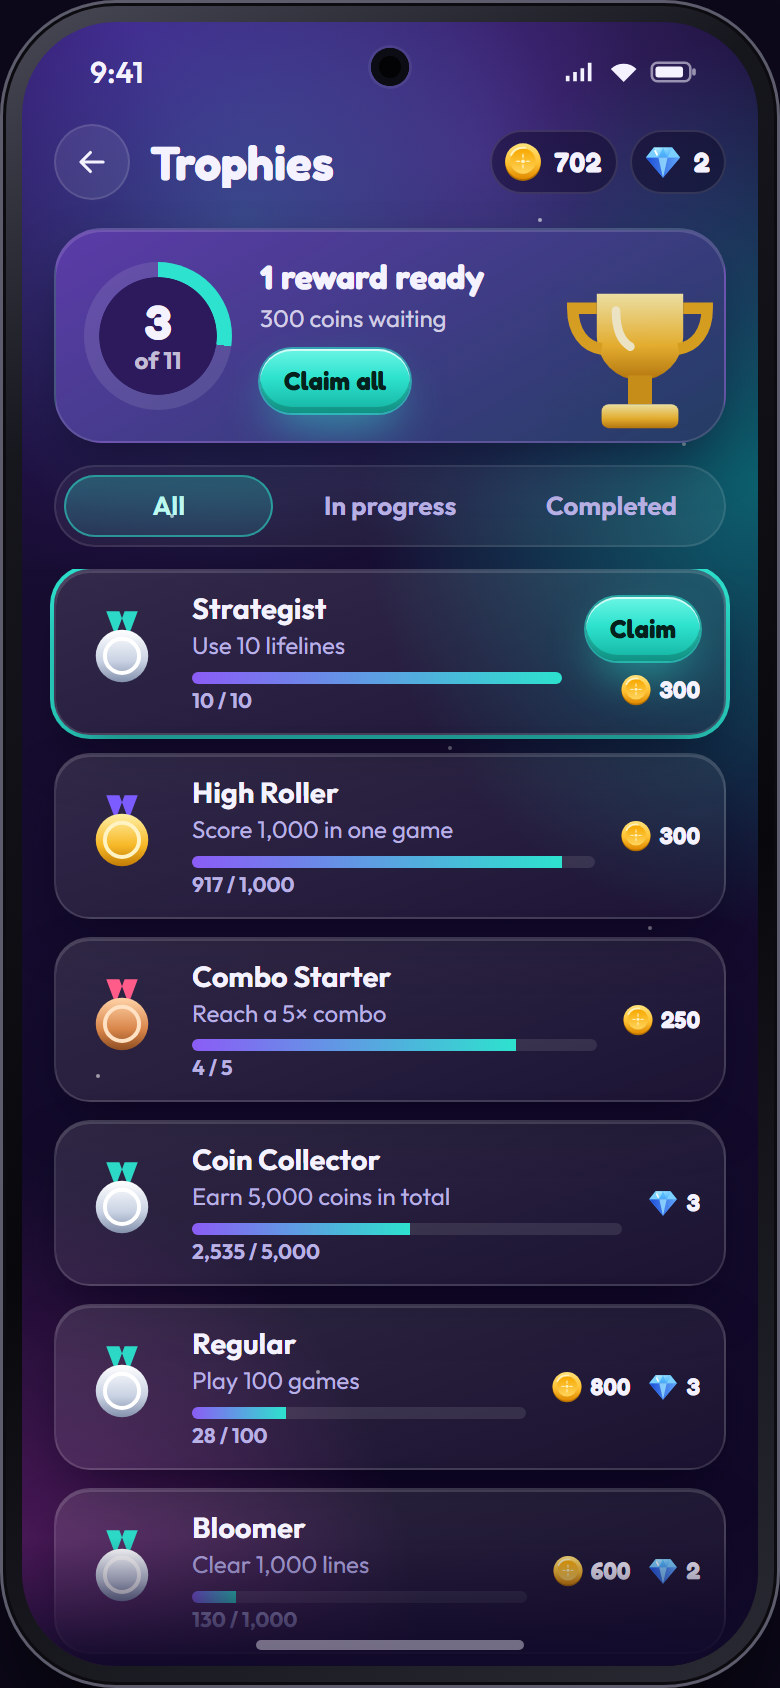 9:41
Trophies
702
2
3
of 11
1 reward ready
300 coins waiting
Claim all
All
In progress
Completed
Strategist
Use 10 lifelines
10 / 10
Claim
300
High Roller
Score 1,000 in one game
917 / 1,000
300
Combo Starter
Reach a 5× combo
4 / 5
250
Coin Collector
Earn 5,000 coins in total
2,535 / 5,000
3
Regular
Play 100 games
28 / 100
800
3
Bloomer
Clear 1,000 lines
130 / 1,000
600
2